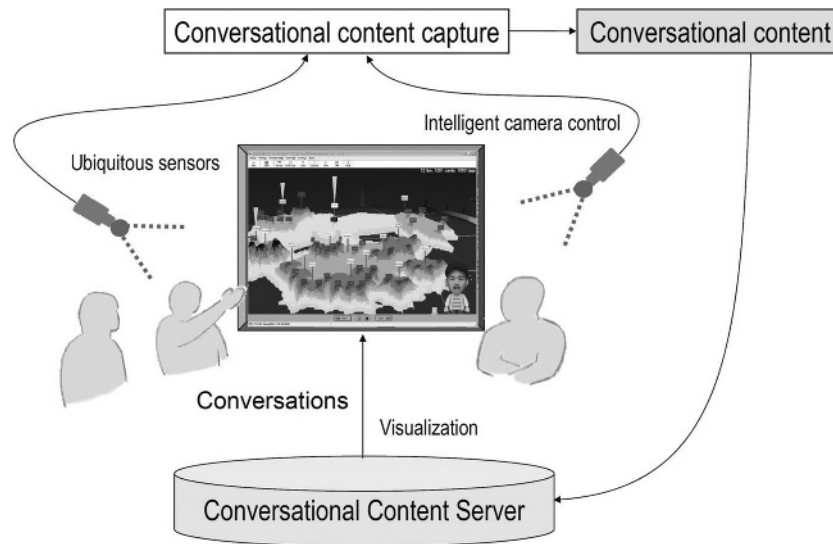 Conversational content capture
Conversational content
Intelligent camera control
Ubiquitous sensors
Conversations
Visualization
Conversational Content Server